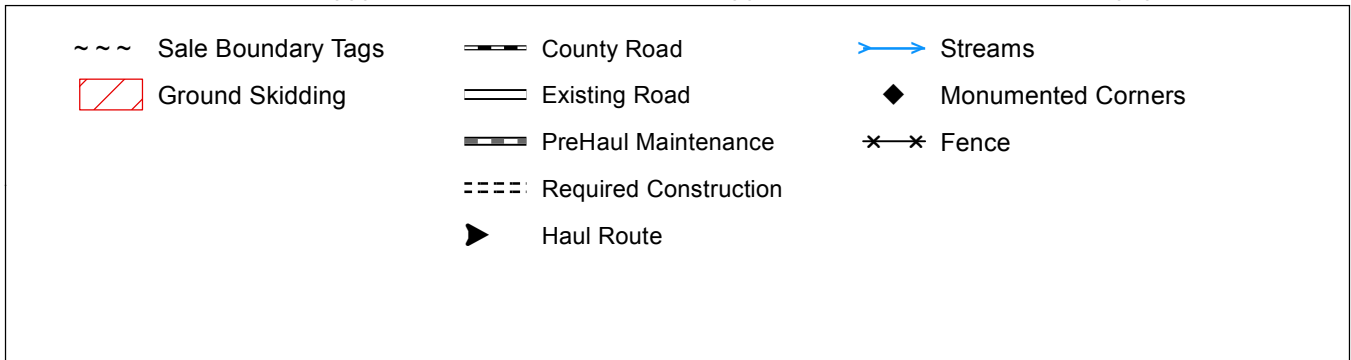 Sale Boundary Tags
Ground Skidding
County Road
Existing Road
PreHaul Maintenance
Required Construction
Haul Route
Streams
Monumented Corners
Fence